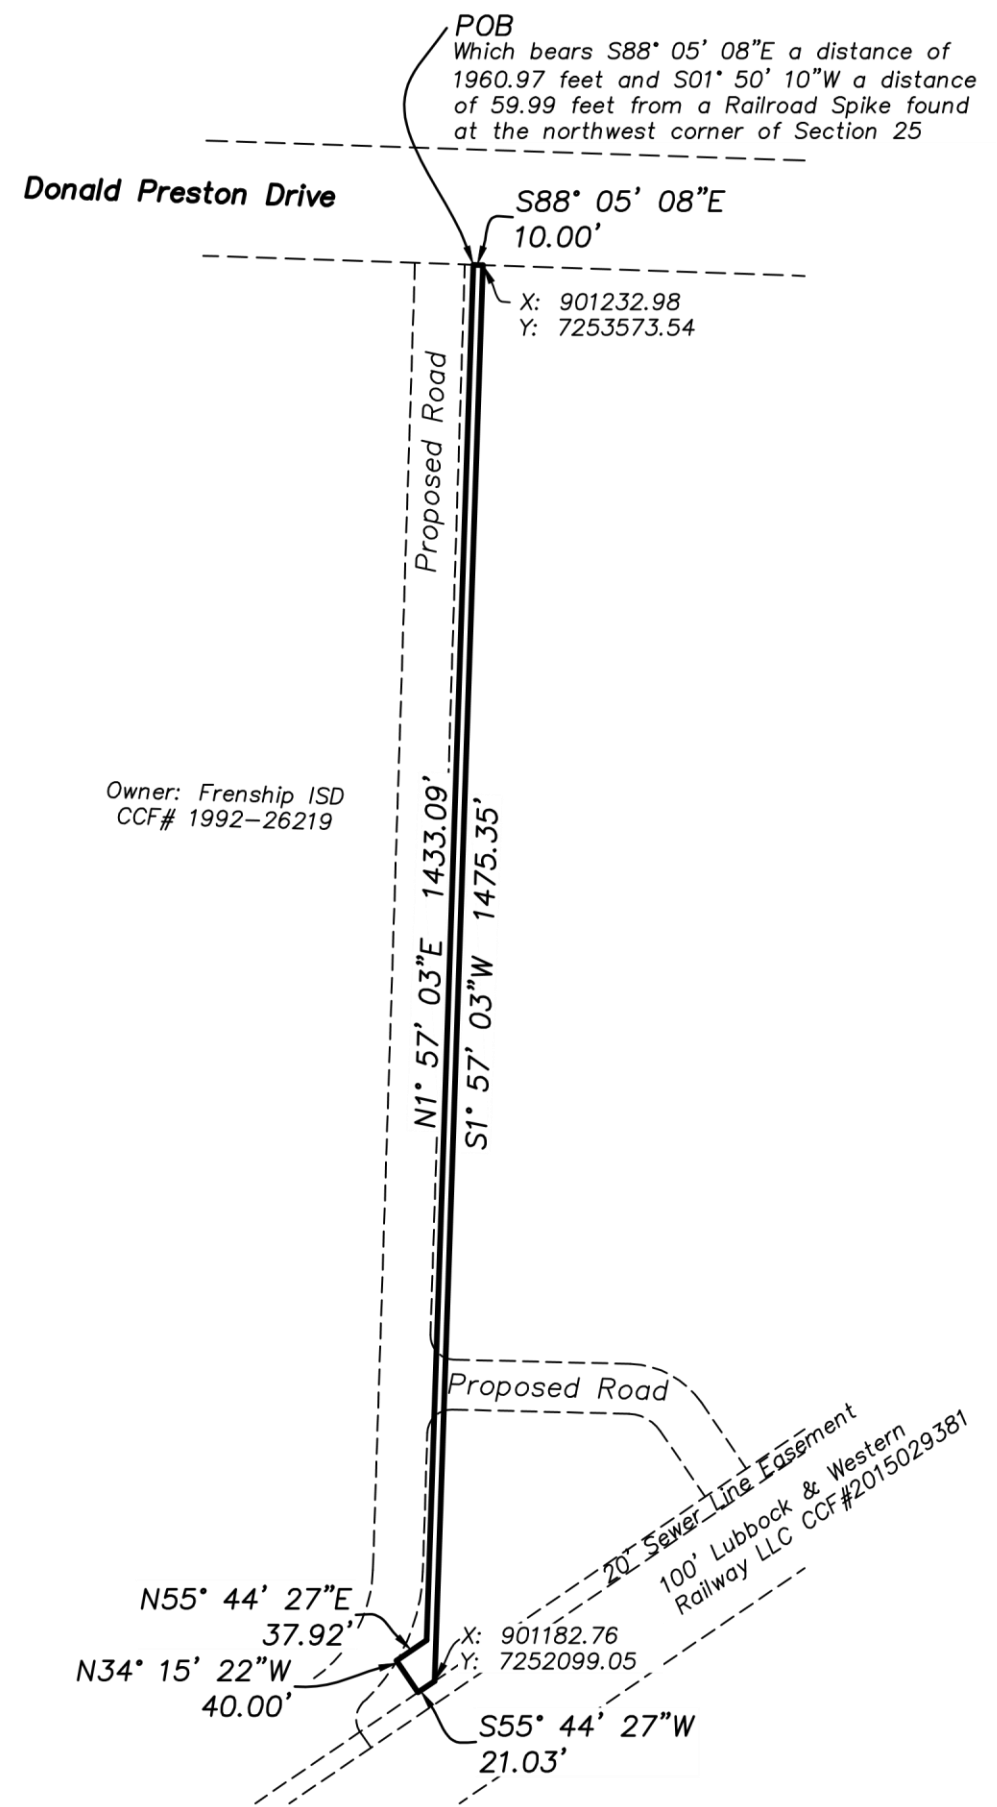 POB
Which bears S88° 05' 08"E a distance of
1960.97 feet and S01° 50' 10"W a distance
of 59.99 feet from a Railroad Spike found
at the northwest corner of Section 25
Donald Preston Drive
S88° 05' 08"E
10.00'
X: 901232.98
Y: 7253573.54
Proposed Road
Owner: Frenship ISD
CCF# 1992-26219
N1° 57' 03"E 1433.09'
S1° 57' 03"W 1475.35'
Proposed Road
20' Sewer Line Easement
100' Lubbock & Western
Railway LLC CCF#2015029381
N55° 44' 27"E
37.92'
N34° 15' 22"W
40.00'
X: 901182.76
Y: 7252099.05
S55° 44' 27"W
21.03'